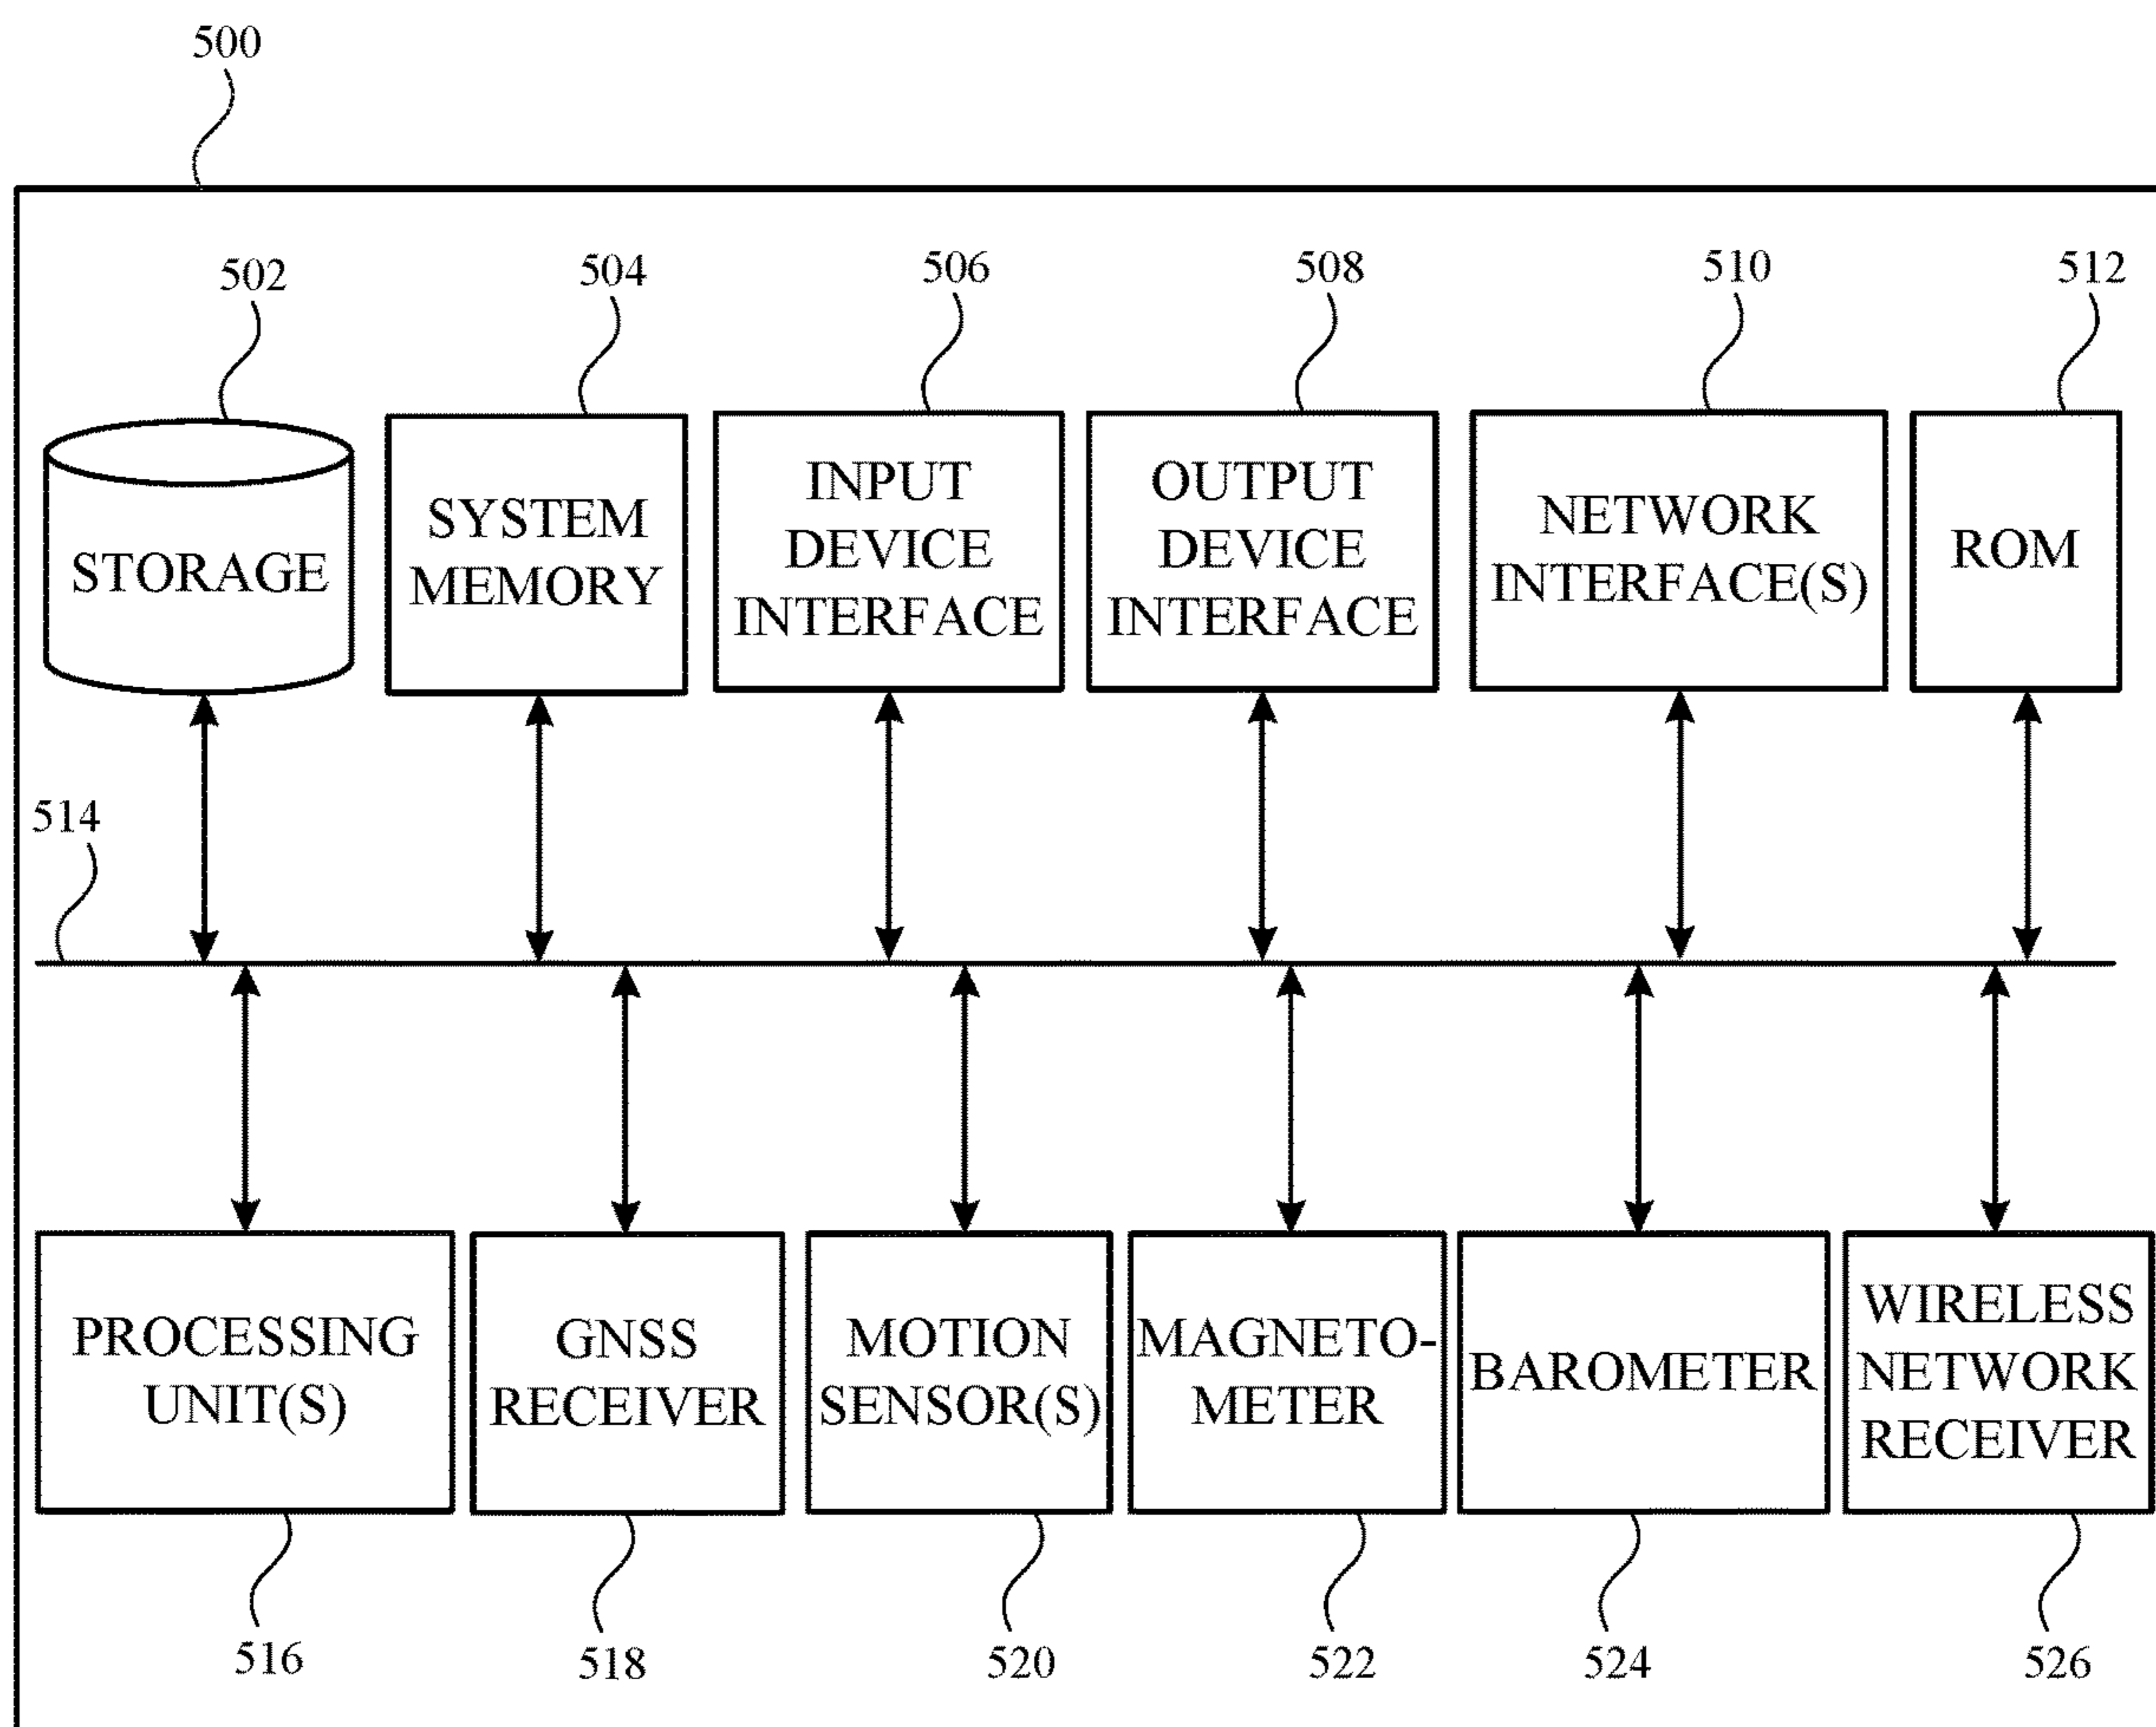 500
502
504
506
508
510
512
STORAGE
SYSTEM
MEMORY
INPUT
DEVICE
INTERFACE
OUTPUT
DEVICE
INTERFACE
NETWORK
INTERFACE(S)
ROM
514
PROCESSING
UNIT(S)
GNSS
RECEIVER
MOTION
SENSOR(S)
MAGNETO-
METER
BAROMETER
WIRELESS
NETWORK
RECEIVER
516
518
520
522
524
526